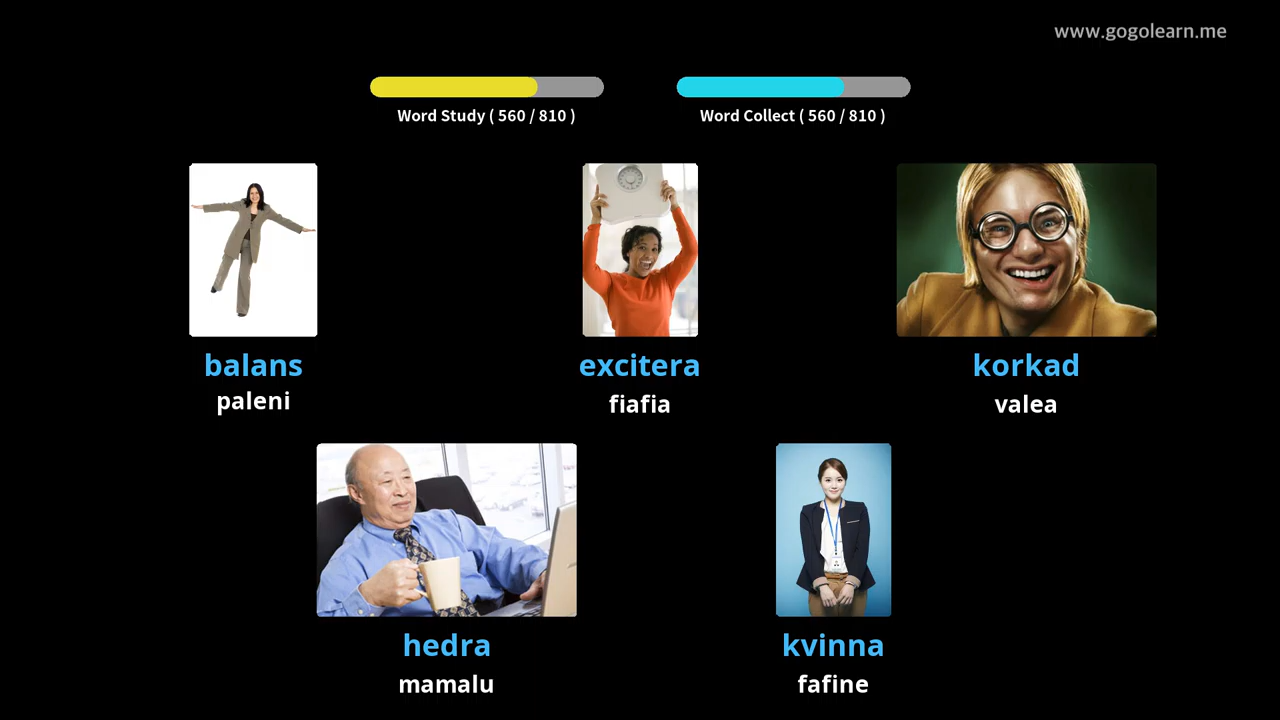 www.gogolearn.me
Word Study ( 560 / 810 )
Word Collect ( 560 / 810 )
balans
paleni
excitera
fiafia
korkad
valea
hedra
mamalu
kvinna
fafine